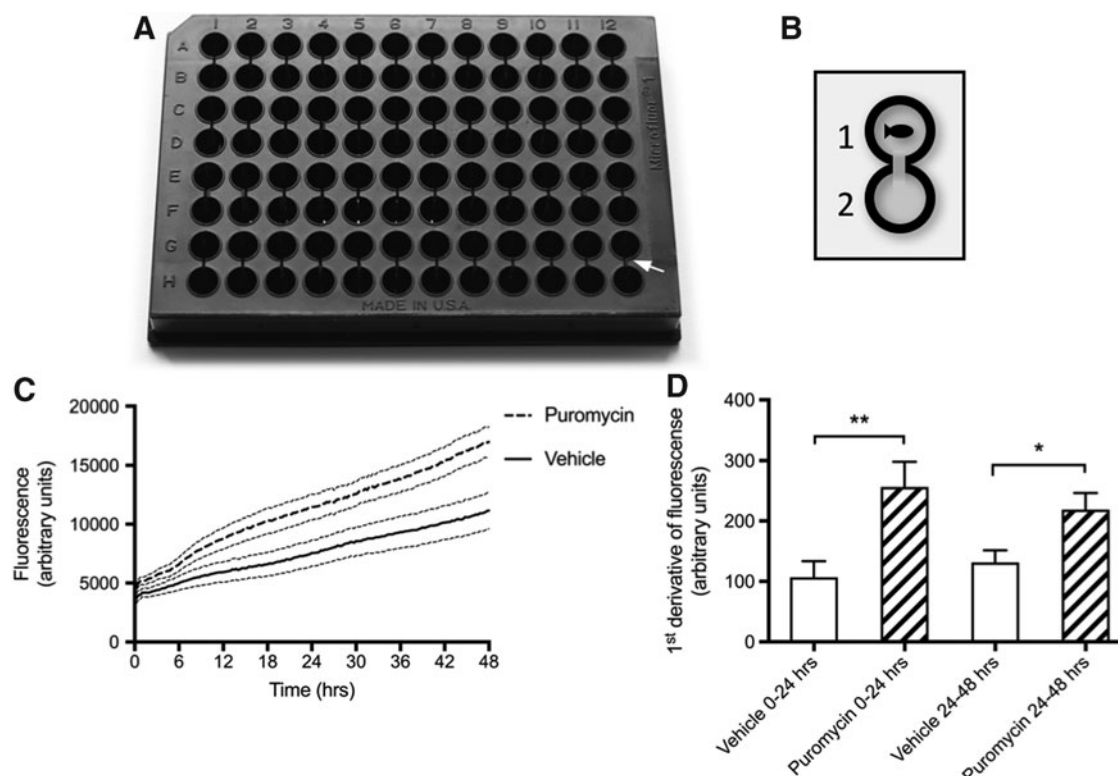 A
1 2 3 4 5 6 7 8 9 10 11 12
A
B
C
D
E
F
G
H
MADE IN U.S.A.
B
1
2
C
Fluorescence
(arbitrary units)
20000
15000
10000
5000
0
0 6 12 18 24 30 36 42 48
Time (hrs)
Puromycin
Vehicle
D
1st derivative of fluorescense
(arbitrary units)
400
300
200
100
0
**
*
Vehicle 0-24 hrs
Puromycin 0-24 hrs
Vehicle 24-48 hrs
Puromycin 24-48 hrs